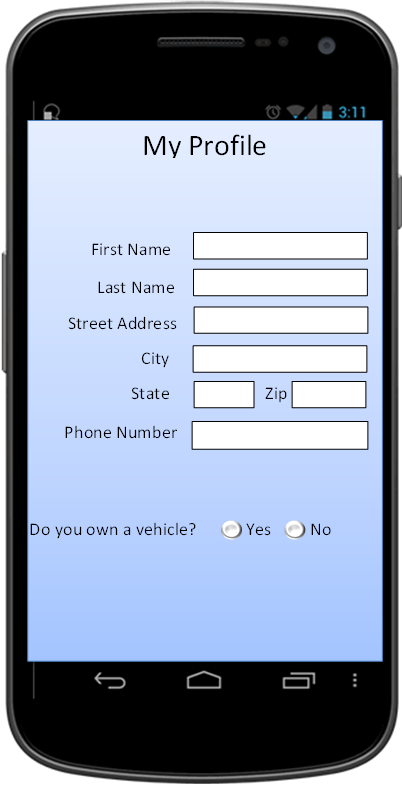 3:11
My Profile
First Name
Last Name
Street Address
City
State Zip
Phone Number
Do you own a vehicle? Yes No